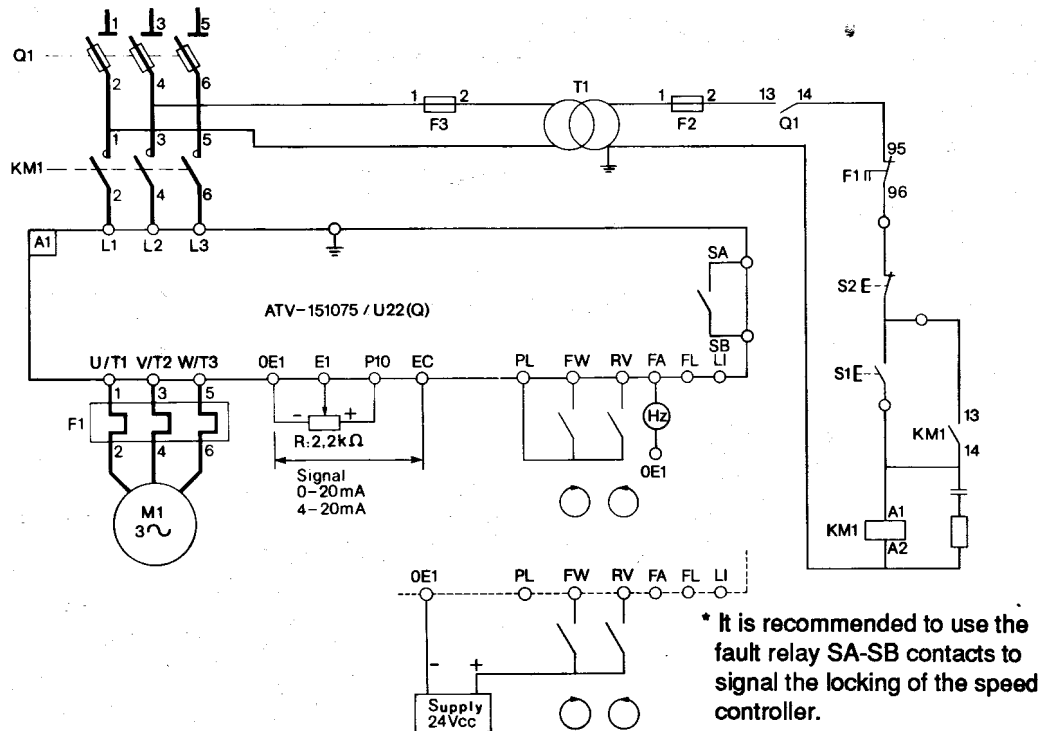 1 3 5
Q1
2 4 6
T1
1 2
F3
1 2
F2
13 14
Q1
1 3 5
KM1
2 4 6
95
F1
96
A1
L1 L2 L3
SA
S2 E
ATV-151075 / U22(Q)
SB
U/T1 V/T2 W/T3
0E1 E1 P10 EC
PL FW RV FA FL LI
S1 E
1 3 5
F1
2 4 6
- +
R:2,2kΩ
Hz
0E1
13
KM1
14
Signal
0-20mA
4-20mA
M1
3~
A1
KM1
A2
0E1 PL FW RV FA FL LI
- +
Supply
24Vcc
* It is recommended to use the
fault relay SA-SB contacts to
signal the locking of the speed
controller.